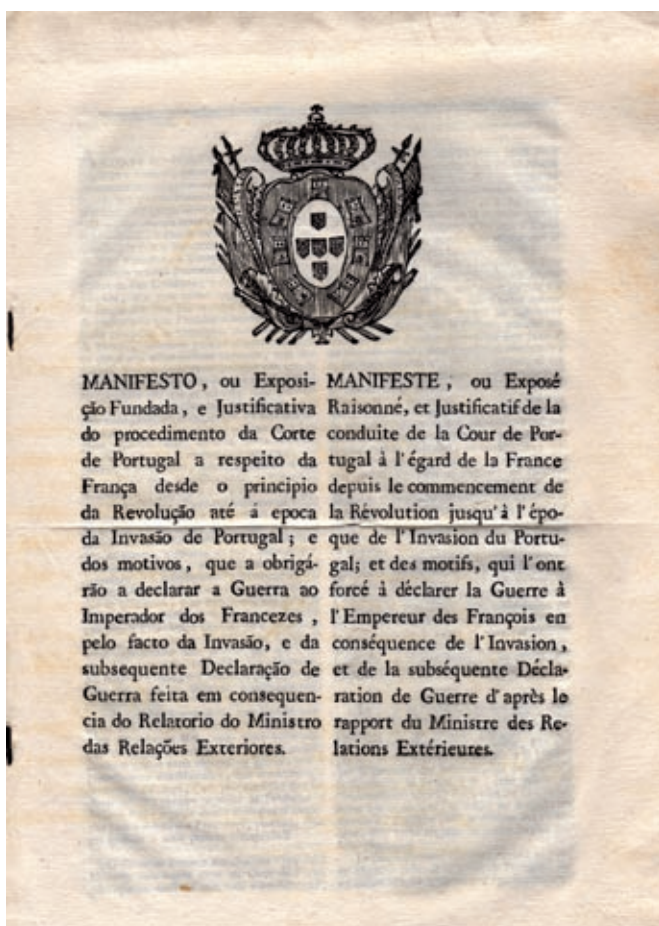 MANIFESTO, ou Exposi-
ção Fundada, e Justificativa
do procedimento da Corte
de Portugal a respeito da
França desde o principio
da Revolução até á epoca
da Invasão de Portugal; e
dos motivos, que a obrigá-
rão a declarar a Guerra ao
Imperador dos Francezes,
pelo facto da Invasão, e da
subsequente Declaração de
Guerra feita em consequen-
cia do Relatorio do Ministro
das Relações Exteriores.
MANIFESTE, ou Exposé
Raisonné, et Justificatif de la
conduite de la Cour de Por-
tugal à l'égard de la France
depuis le commencement de
la Révolution jusqu'à l'épo-
que de l'Invasion du Portu-
gal; et des motifs, qui l'ont
forcé à déclarer la Guerre à
l'Empereur des François en
conséquence de l'Invasion,
et de la subséquente Décla-
ration de Guerre d'après le
rapport du Ministre des Re-
lations Extérieures.